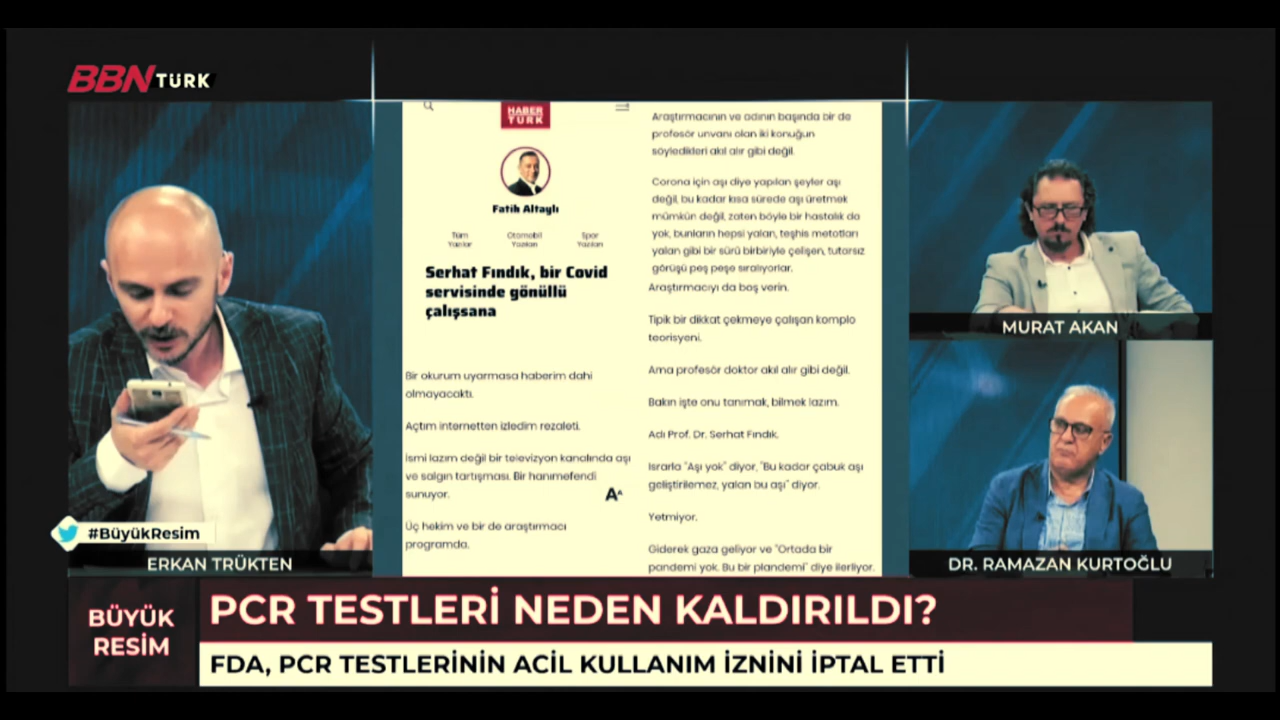 BBN TÜRK
HABER
TÜRK
Fatih Altaylı
Tüm
Yazılar
Otomobil
Yazıları
Spor
Yazıları
Serhat Fındık, bir Covid
servisinde gönüllü
çalışsana
Bir okurum uyarmasa haberim dahi
olmayacaktı.
Açtım internetten izledim rezaleti.
İsmi lazım değil bir televizyon kanalında aşı
ve salgın tartışması. Bir hanımefendi
sunuyor.
AA
Üç hekim ve bir de araştırmacı
programda.
Araştırmacının ve adının başında bir de
profesör unvanı olan iki konuğun
söyledikleri akıl alır gibi değil.
Corona için aşı diye yapılan şeyler aşı
değil, bu kadar kısa sürede aşı üretmek
mümkün değil, zaten böyle bir hastalık da
yok, bunların hepsi yalan, teşhis metotları
yalan gibi bir sürü birbiriyle çelişen, tutarsız
görüşü peş peşe sıralıyorlar.
Araştırmacıyı da boş verin.
Tipik bir dikkat çekmeye çalışan komplo
teorisyeni.
Ama profesör doktor akıl alır gibi değil.
Bakın işte onu tanımak, bilmek lazım.
Adı Prof. Dr. Serhat Fındık.
Israrla "Aşı yok" diyor, "Bu kadar çabuk aşı
geliştirilemez, yalan bu aşı" diyor.
Yetmiyor.
Giderek gaza geliyor ve "Ortada bir
pandemi yok. Bu bir plandemi" diye ilerliyor.
MURAT AKAN
#BüyükResim
ERKAN TRÜKTEN
DR. RAMAZAN KURTOĞLU
BÜYÜK
RESİM
PCR TESTLERİ NEDEN KALDIRILDI?
FDA, PCR TESTLERİNİN ACİL KULLANIM İZNİNİ İPTAL ETTİ